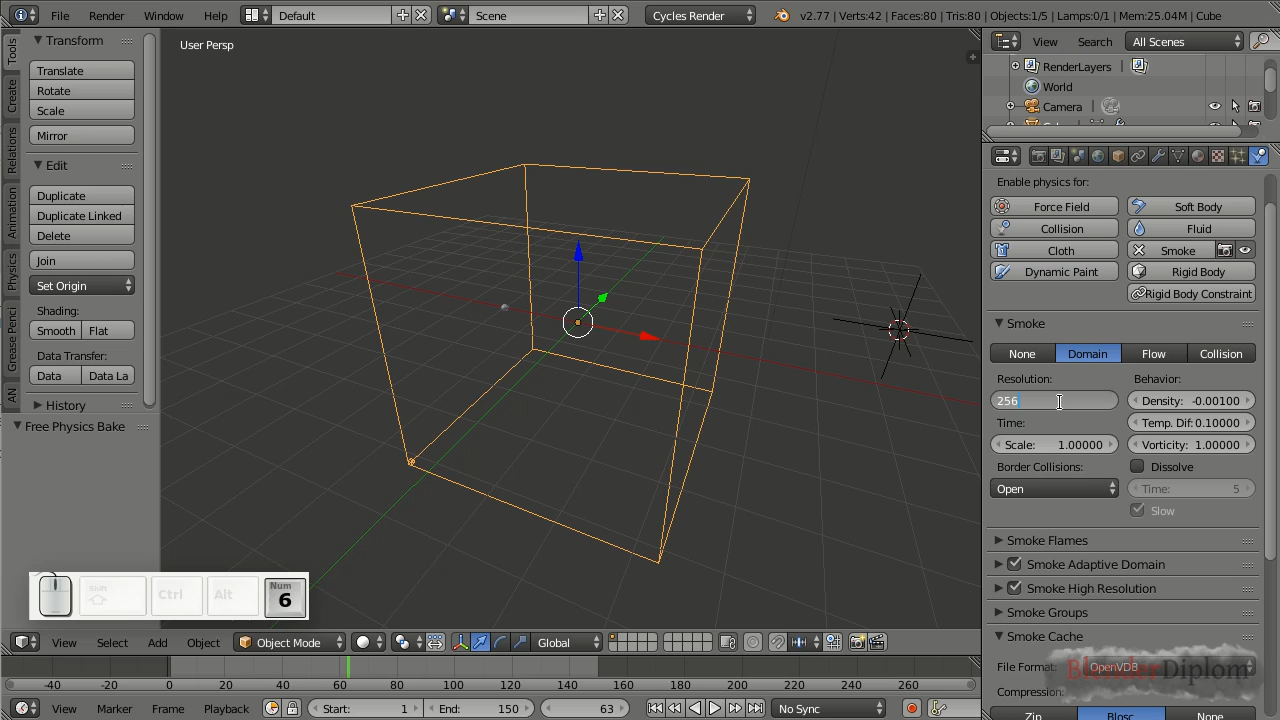 File Render Window Help Default Scene Cycles Render v2.77 | Verts:42 | Faces:80 | Tris:80 | Objects:1/5 | Lamps:0/1 | Mem:25.04M | Cube
Tools
Create
Relations
Animation
Physics
Grease Penci
AN
Transform
Translate
Rotate
Scale
Mirror
Edit
Duplicate
Duplicate Linked
Delete
Join
Set Origin
Shading:
Smooth Flat
Data Transfer:
Data Data La
History
Free Physics Bake
User Persp
Shift Ctrl Alt Num 6
View Select Add Object Object Mode Global
-40 -20 0 20 40 60 80 100 120 140 160 180 200 220 240 260
View Marker Frame Playback Start: 1 End: 150 63 No Sync
View Search All Scenes
RenderLayers
World
Camera
Enable physics for:
Force Field Soft Body
Collision Fluid
Cloth Smoke
Dynamic Paint Rigid Body
Rigid Body Constraint
Smoke
None Domain Flow Collision
Resolution: Behavior:
256 Density: -0.00100
Time: Temp. Dif: 0.10000
Scale: 1.00000 Vorticity: 1.00000
Border Collisions: Dissolve
Open Time: 5
Slow
Smoke Flames
Smoke Adaptive Domain
Smoke High Resolution
Smoke Groups
Smoke Cache
File Format: OpenVDB
BlenderDiplom
Compression:
Zip Blosc None